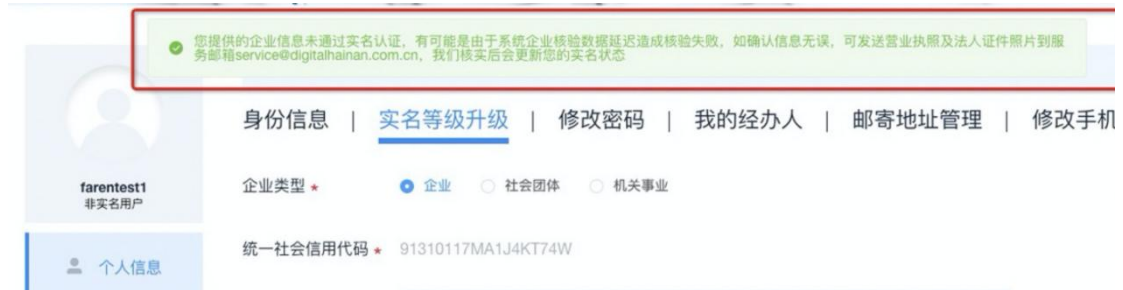 您提供的企业信息未通过实名认证，有可能是由于系统企业核验数据延迟造成核验失败，如确认信息无误，可发送营业执照及法人证件照片到服
务邮箱service@digitalhainan.com.cn，我们核实后会更新您的实名状态
身份信息 | 实名等级升级 | 修改密码 | 我的经办人 | 邮寄地址管理 | 修改手机
farentest1
非实名用户
企业类型 * 企业 社会团体 机关事业
统一社会信用代码 * 91310117MA1J4KT74W
个人信息